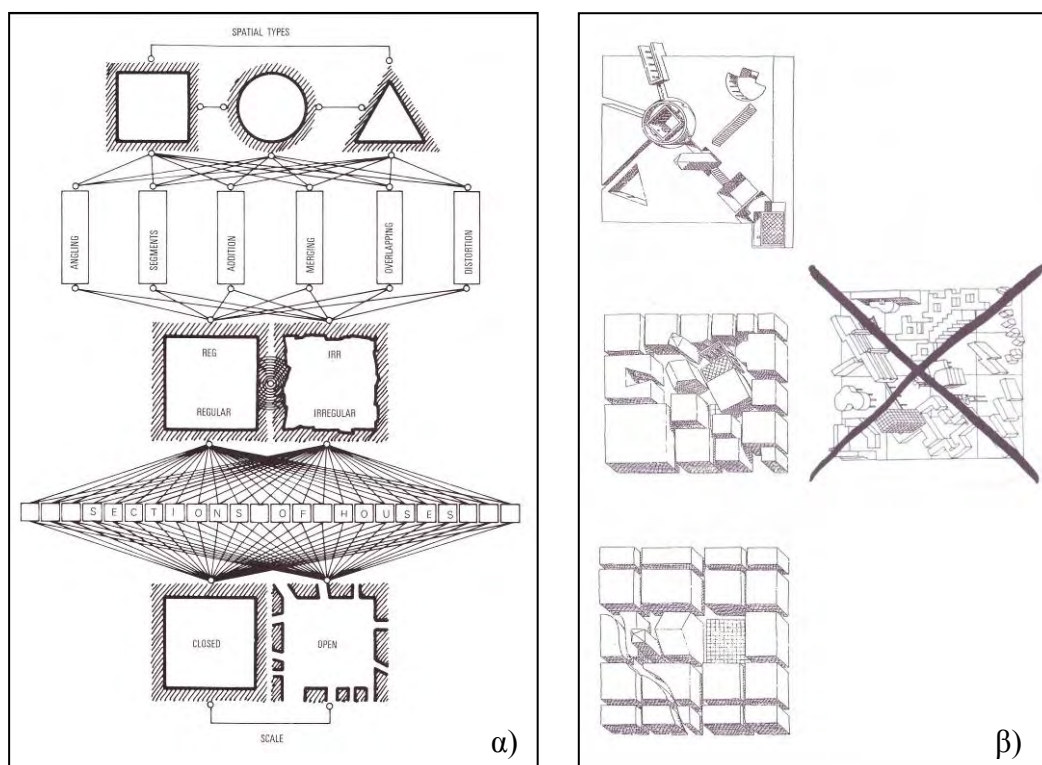 SPATIAL TYPES
ANGLING
SEGMENTS
ADDITION
MERGING
OVERLAPPING
DISTORTION
REG
IRR
REGULAR
IRREGULAR
SECTIONS OF HOUSES
CLOSED
OPEN
SCALE
α)
β)